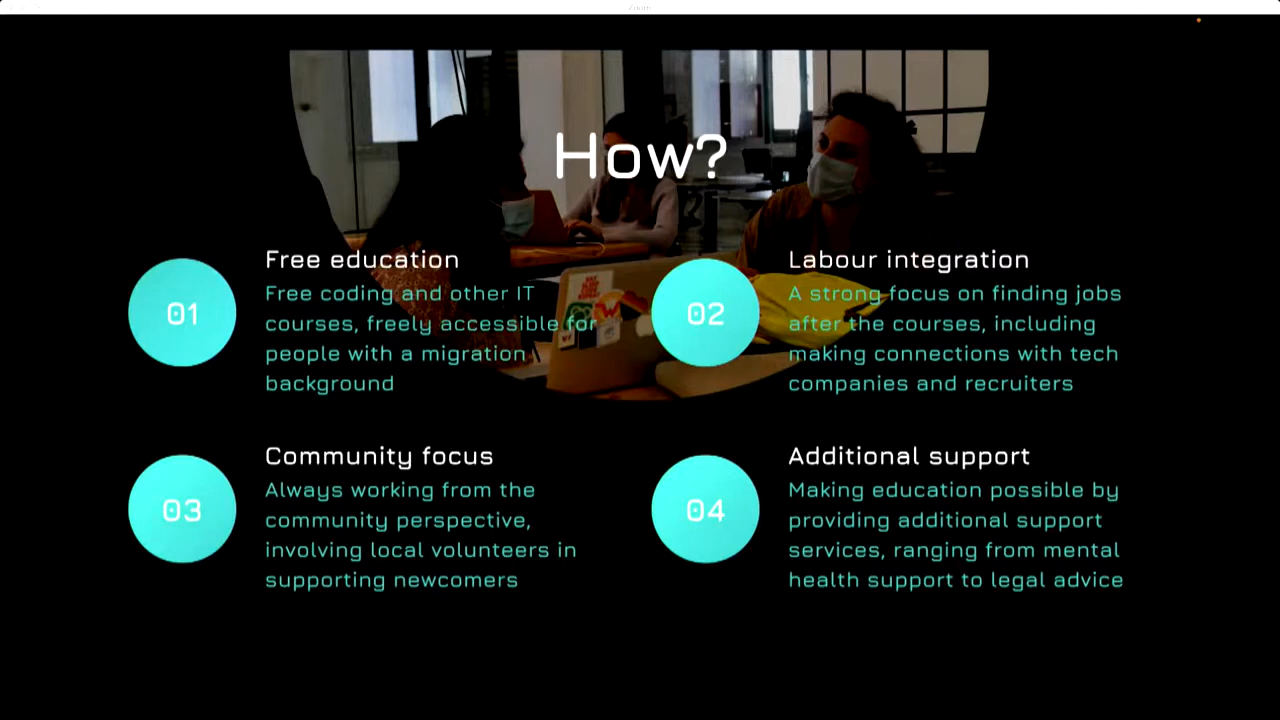 How?
01
Free education
Free coding and other IT
courses, freely accessible for
people with a migration
background
02
Labour integration
A strong focus on finding jobs
after the courses, including
making connections with tech
companies and recruiters
03
Community focus
Always working from the
community perspective,
involving local volunteers in
supporting newcomers
04
Additional support
Making education possible by
providing additional support
services, ranging from mental
health support to legal advice